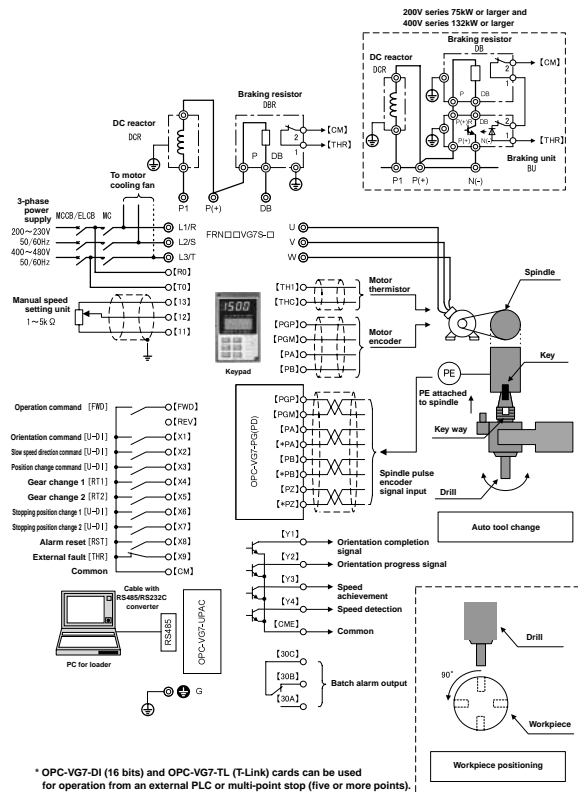 200V series 75kW or larger and
400V series 132kW or larger
Braking resistor
DB
DC reactor
DCR
【CM】
2
1
P
DB
P(+)R
DB
2
P(+)
N(-)
1
【THR】
Braking unit
BU
P1
P(+)
N(-)
Braking resistor
DBR
DC reactor
DCR
【CM】
P
DB
2
1
【THR】
To motor
cooling fan
P1
P(+)
DB
3-phase
power
supply
MCCB/ELCB
MC
200～230V
50/60Hz
400～480V
50/60Hz
L1/R
L2/S
L3/T
FRN□□VG7S-□
U
V
W
【R0】
【T0】
Manual speed
setting unit
1～5kΩ
【13】
【12】
【11】
1500
Keypad
【TH1】
【THC】
Motor
thermistor
【PGP】
【PGM】
【PA】
【PB】
Motor
encoder
Spindle
PE
PE attached
to spindle
Key
Key way
Drill
Auto tool change
OPC-VG7-PG(PD)
【PGP】
【PGM】
【PA】
【*PA】
【PB】
【*PB】
【PZ】
【*PZ】
Spindle pulse
encoder
signal input
Operation command [FWD]
【FWD】
【REV】
Orientation command [U-DI]
【X1】
Slow speed direction command [U-DI]
【X2】
Position change command [U-DI]
【X3】
Gear change 1 [RT1]
【X4】
Gear change 2 [RT2]
【X5】
Stopping position change 1 [U-DI]
【X6】
Stopping position change 2 [U-DI]
【X7】
Alarm reset [RST]
【X8】
External fault [THR]
【X9】
Common
【CM】
【Y1】
Orientation completion
signal
【Y2】
Orientation progress signal
【Y3】
Speed
achievement
【Y4】
Speed detection
【CME】
Common
Cable with
RS485/RS232C
converter
RS485
OPC-VG7-UPAC
PC for loader
G
【30C】
【30B】
【30A】
Batch alarm output
Drill
90°
Workpiece
Workpiece positioning
* OPC-VG7-DI (16 bits) and OPC-VG7-TL (T-Link) cards can be used
for operation from an external PLC or multi-point stop (five or more points).